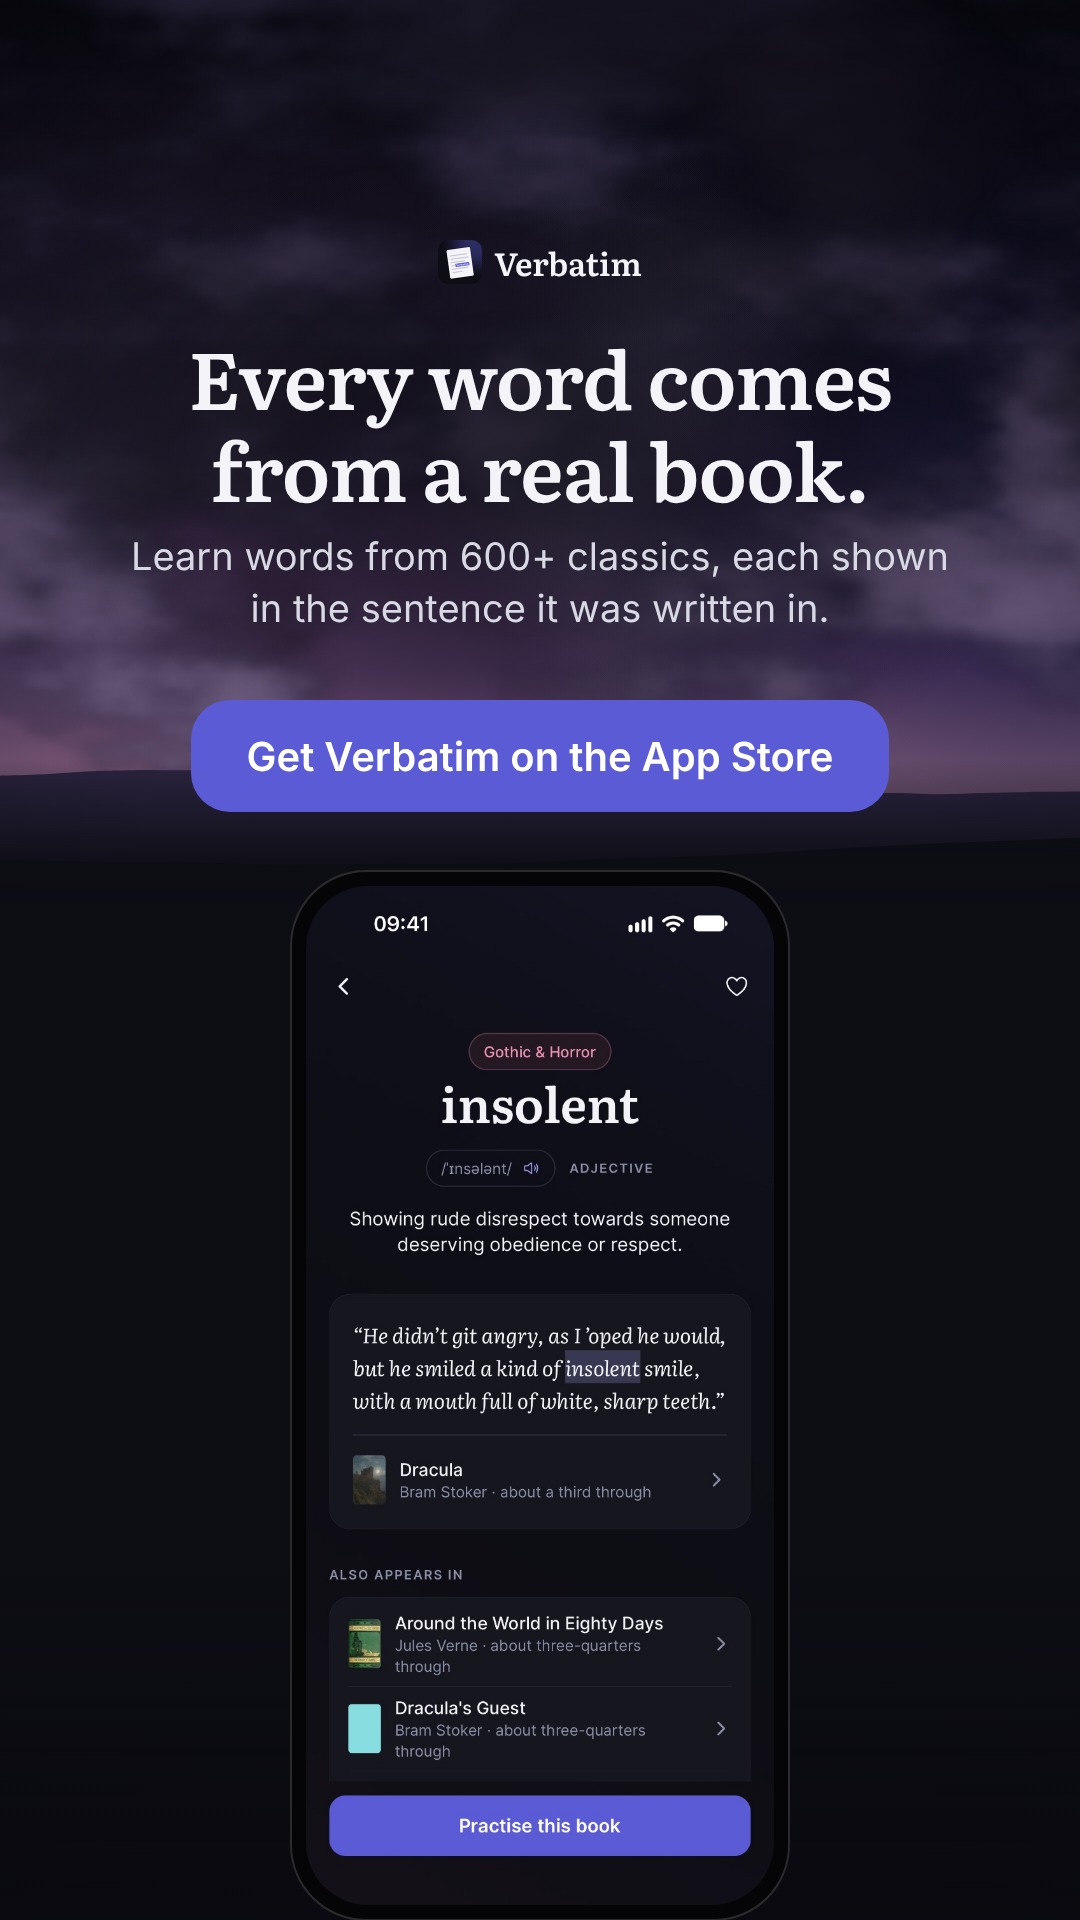 Verbatim
Every word comes
from a real book.
Learn words from 600+ classics, each shown
in the sentence it was written in.
Get Verbatim on the App Store
09:41
Gothic & Horror
insolent
/ˈɪnsələnt/ ADJECTIVE
Showing rude disrespect towards someone
deserving obedience or respect.
“He didn’t git angry, as I ’oped he would,
but he smiled a kind of insolent smile,
with a mouth full of white, sharp teeth.”
Dracula
Bram Stoker · about a third through
ALSO APPEARS IN
Around the World in Eighty Days
Jules Verne · about three-quarters
through
Dracula's Guest
Bram Stoker · about three-quarters
through
Practise this book